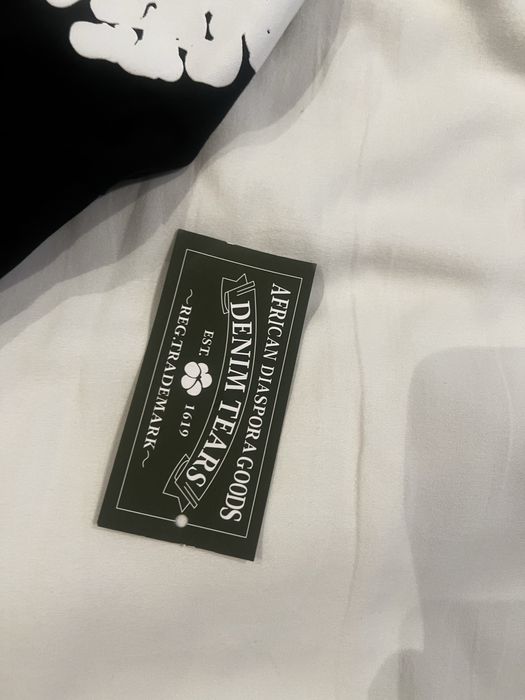 AFRICAN DIASPORA GOODS
DENIM TEARS
EST. 1619
~REG.TRADEMARK~